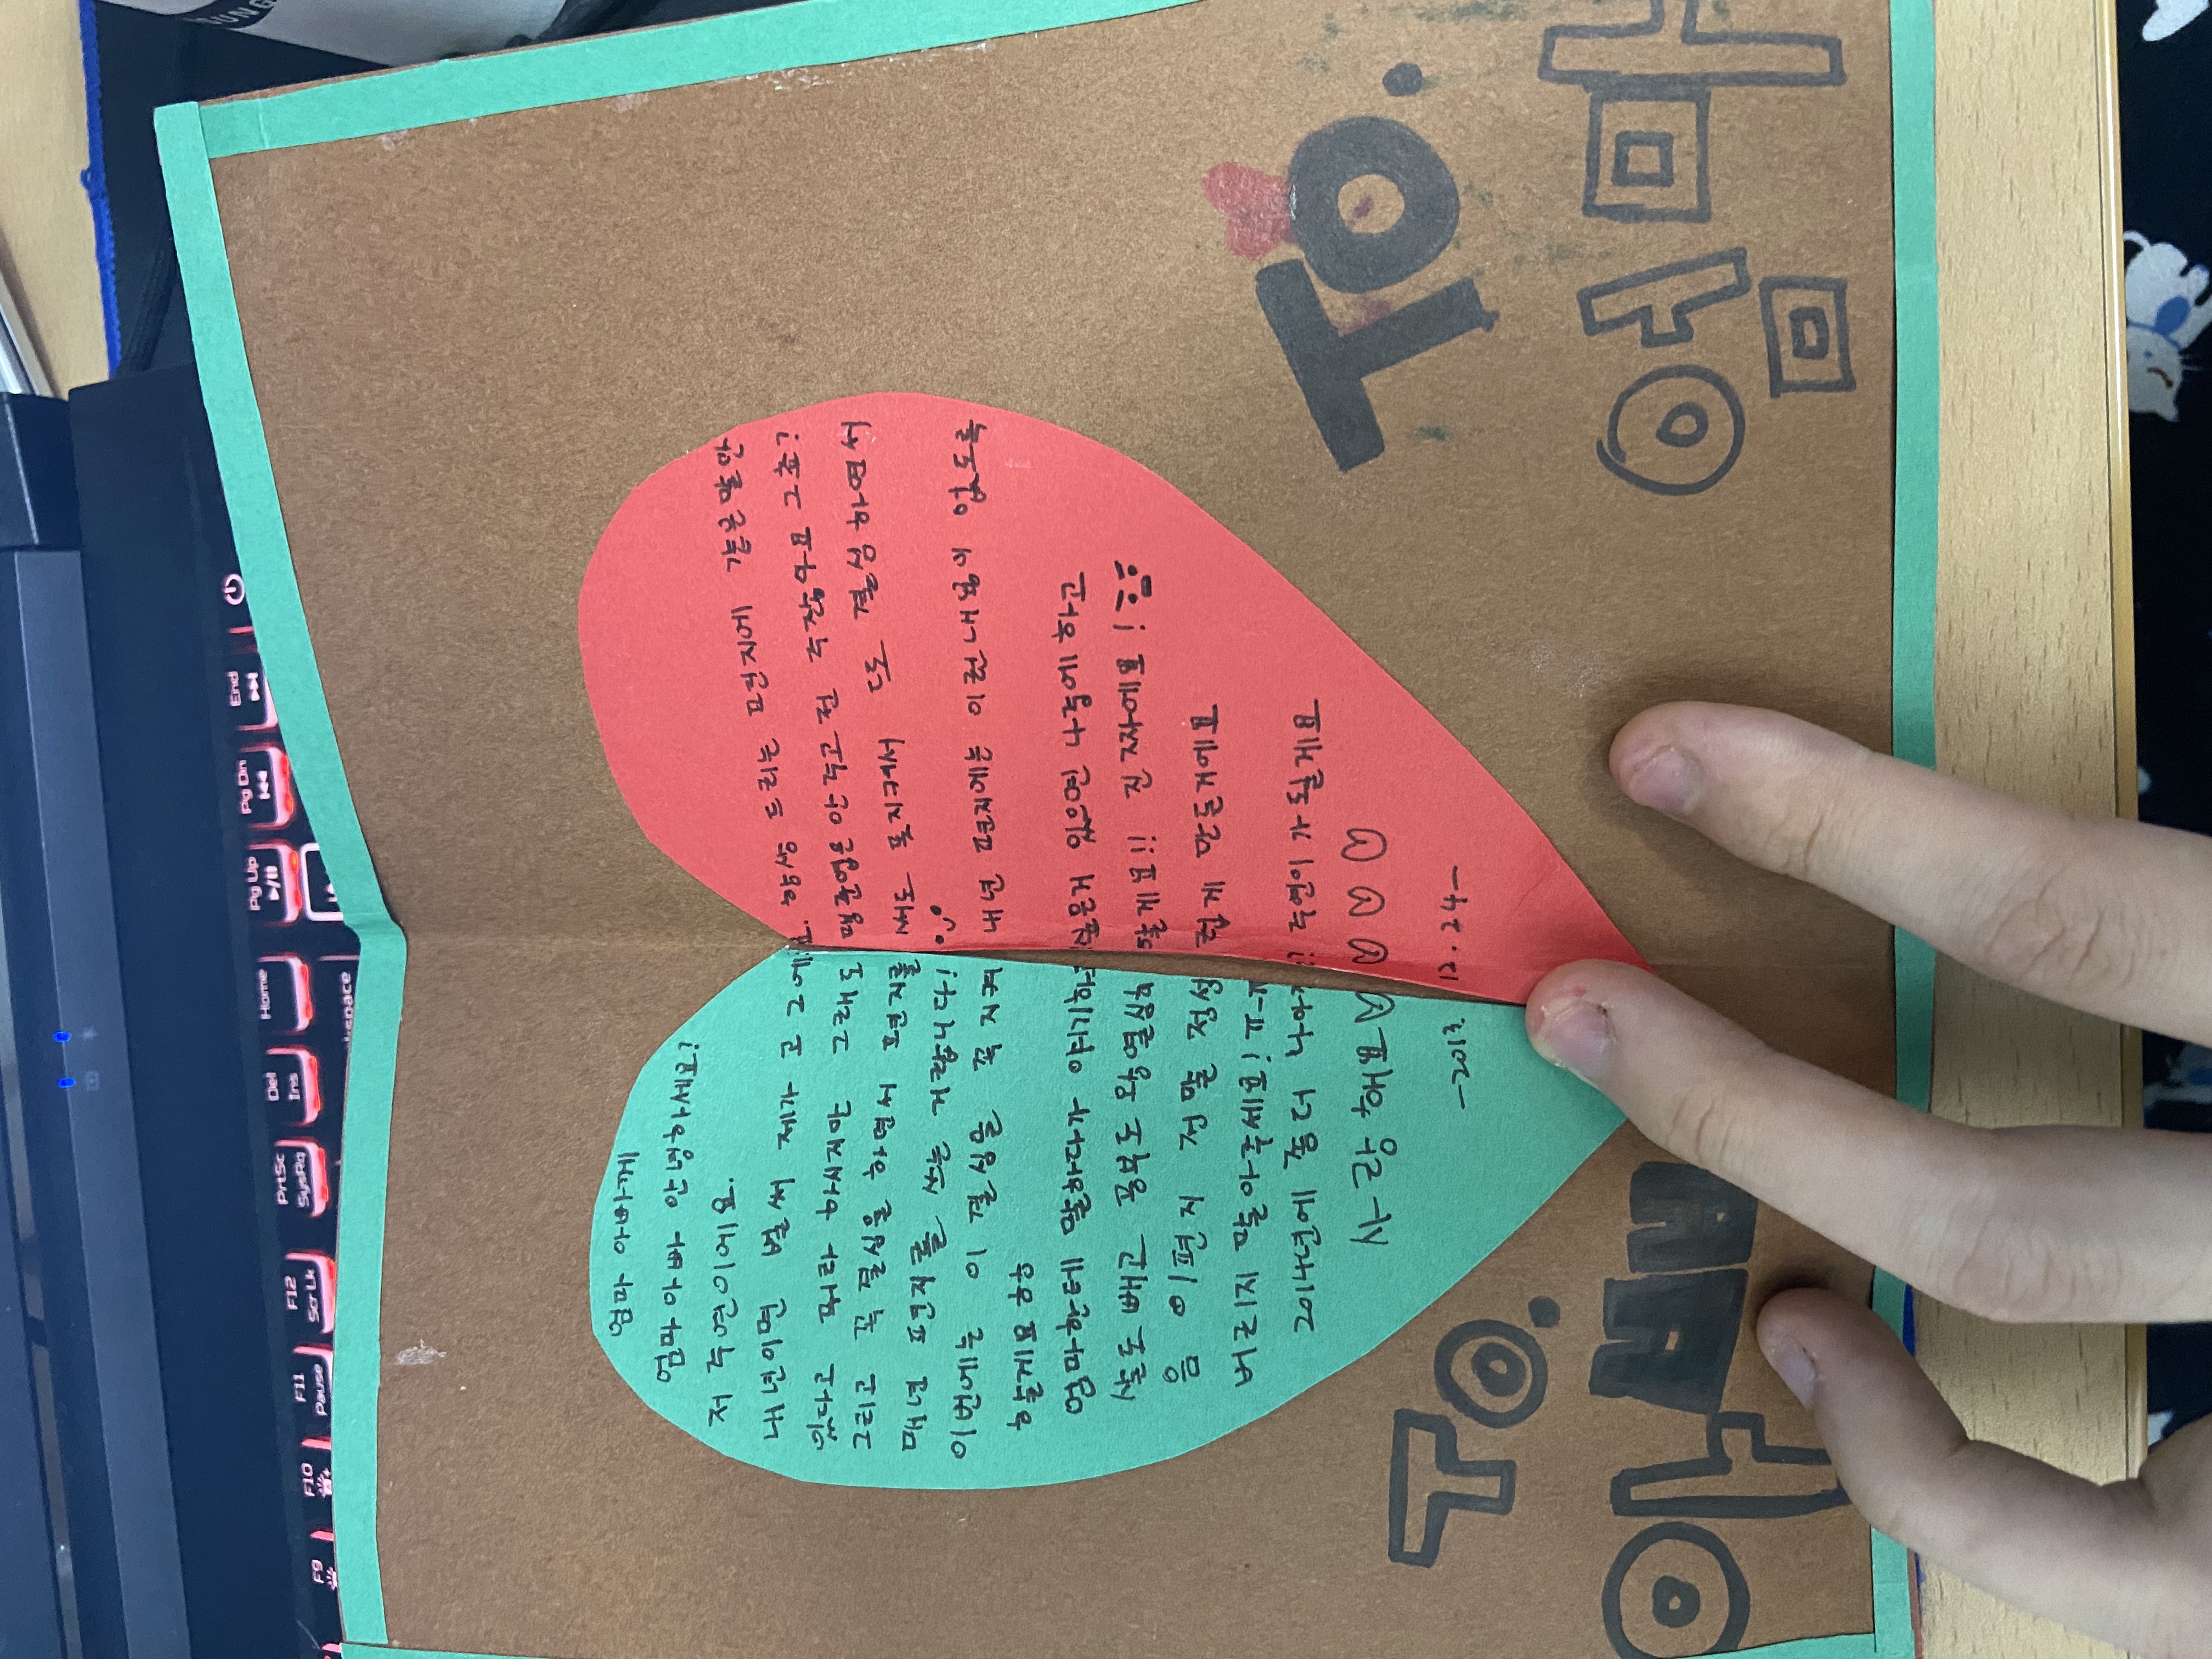 F9
F10
F11
Pause
F12
Scr Lk
PrtSc
SysRq
Del
Ins
Home
Pg Up
Pg Dn
End
엄마 아빠께
엄마 아빠 안녕하세요?
저 주연이에요.
내년이면 벌써 제가 고 2에요. 항상 드리는 편지에 같은말만
있다고 뭐라 하시지만 그래도 맹준엽은 안 주고 전 주잖아요 그쵸?
그리고 꼭 결심을 하면서 편지를 써도 못지켜서 또 결심 하면서
매년 편지를 쓰는 거랍니다!
이번에는 이 결심을 꼭 지켜 내년 편지에는 이런내용이 없도록
할게요 ㅎㅎ
엄마한테 말하다가 얘기하고 싶은거 있으면 나중에 하고
살도 빼고 공부도 왕열심히 할게요!! 진짜에요!
음 이편지 정말 정성 럽게 만든거에요
버리지 말아주세요! ㅠ_ㅠ
2014년에 좀더 나아 주연이가 될게요
사랑해요♡♡♡♡
-2013. 12. 24-
To.
아빠
To.
엄마